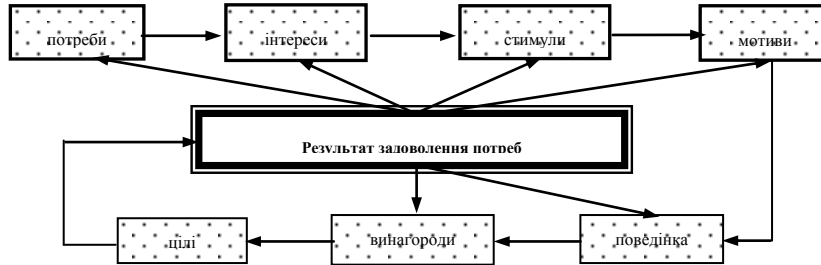 потреби
інтереси
стимули
мотиви
Результат задоволення потреб
цілі
винагороди
поведінка